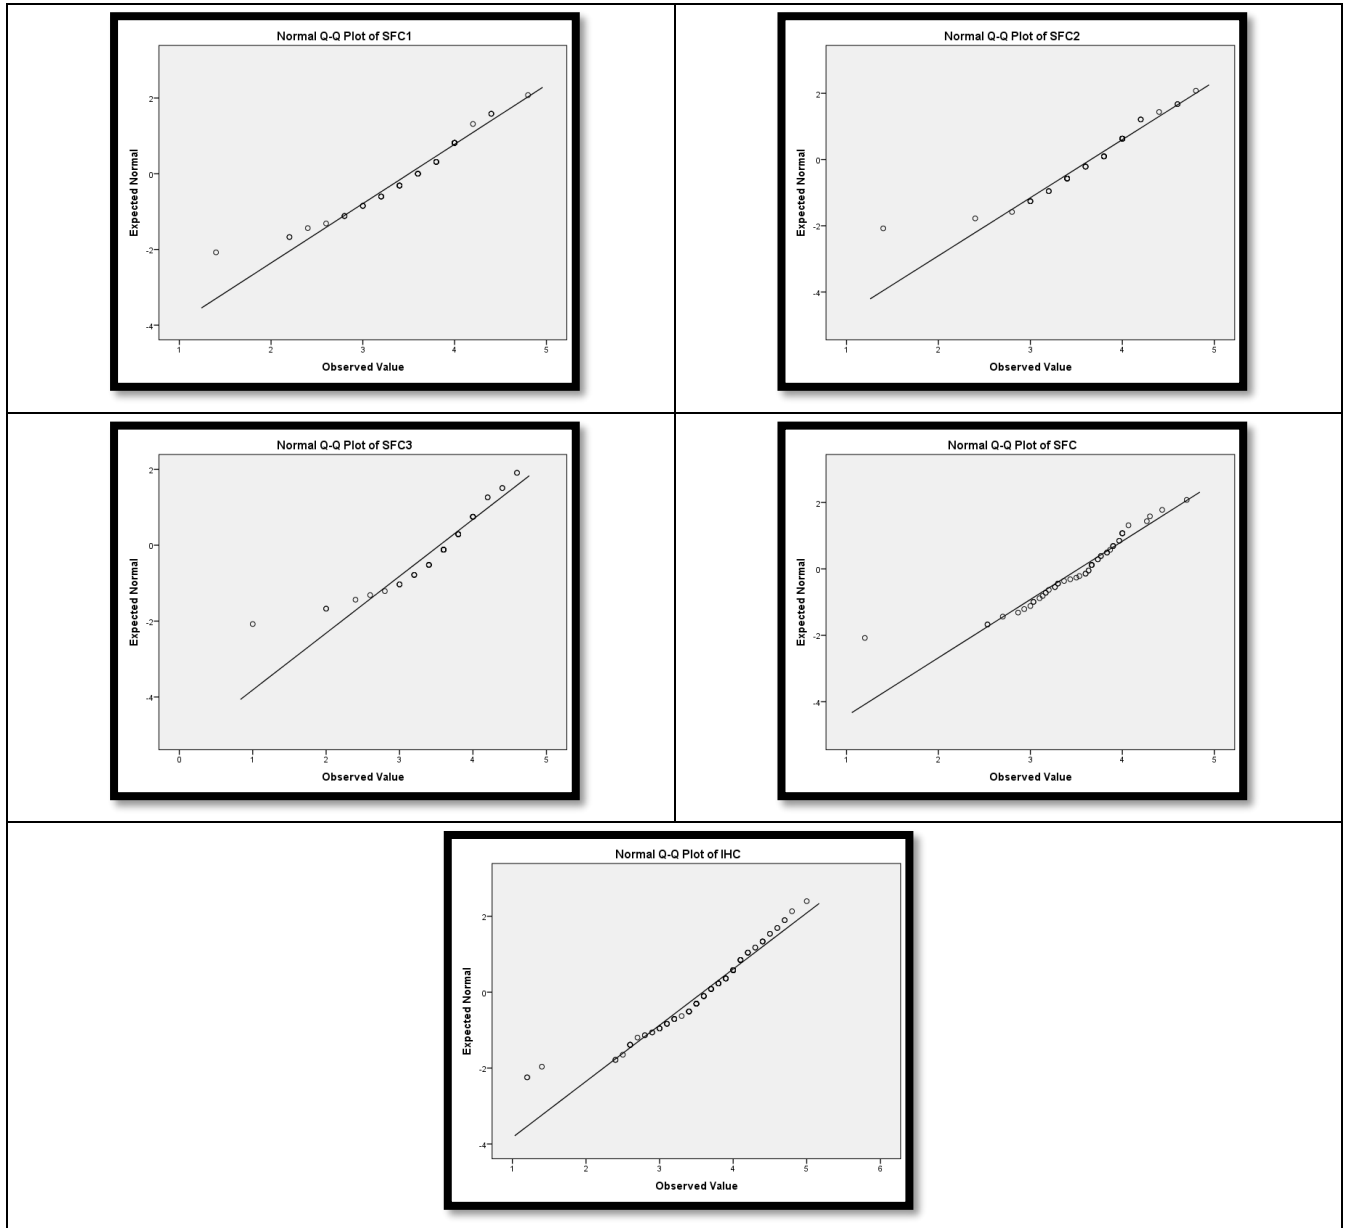 Normal Q-Q Plot of SFC1
2
0
-2
-4
Expected Normal
1 2 3 4 5
Observed Value
Normal Q-Q Plot of SFC2
2
0
-2
-4
Expected Normal
1 2 3 4 5
Observed Value
Normal Q-Q Plot of SFC3
2
0
-2
-4
Expected Normal
0 1 2 3 4 5
Observed Value
Normal Q-Q Plot of SFC
2
0
-2
-4
Expected Normal
1 2 3 4 5
Observed Value
Normal Q-Q Plot of IHC
2
0
-2
-4
Expected Normal
1 2 3 4 5 6
Observed Value